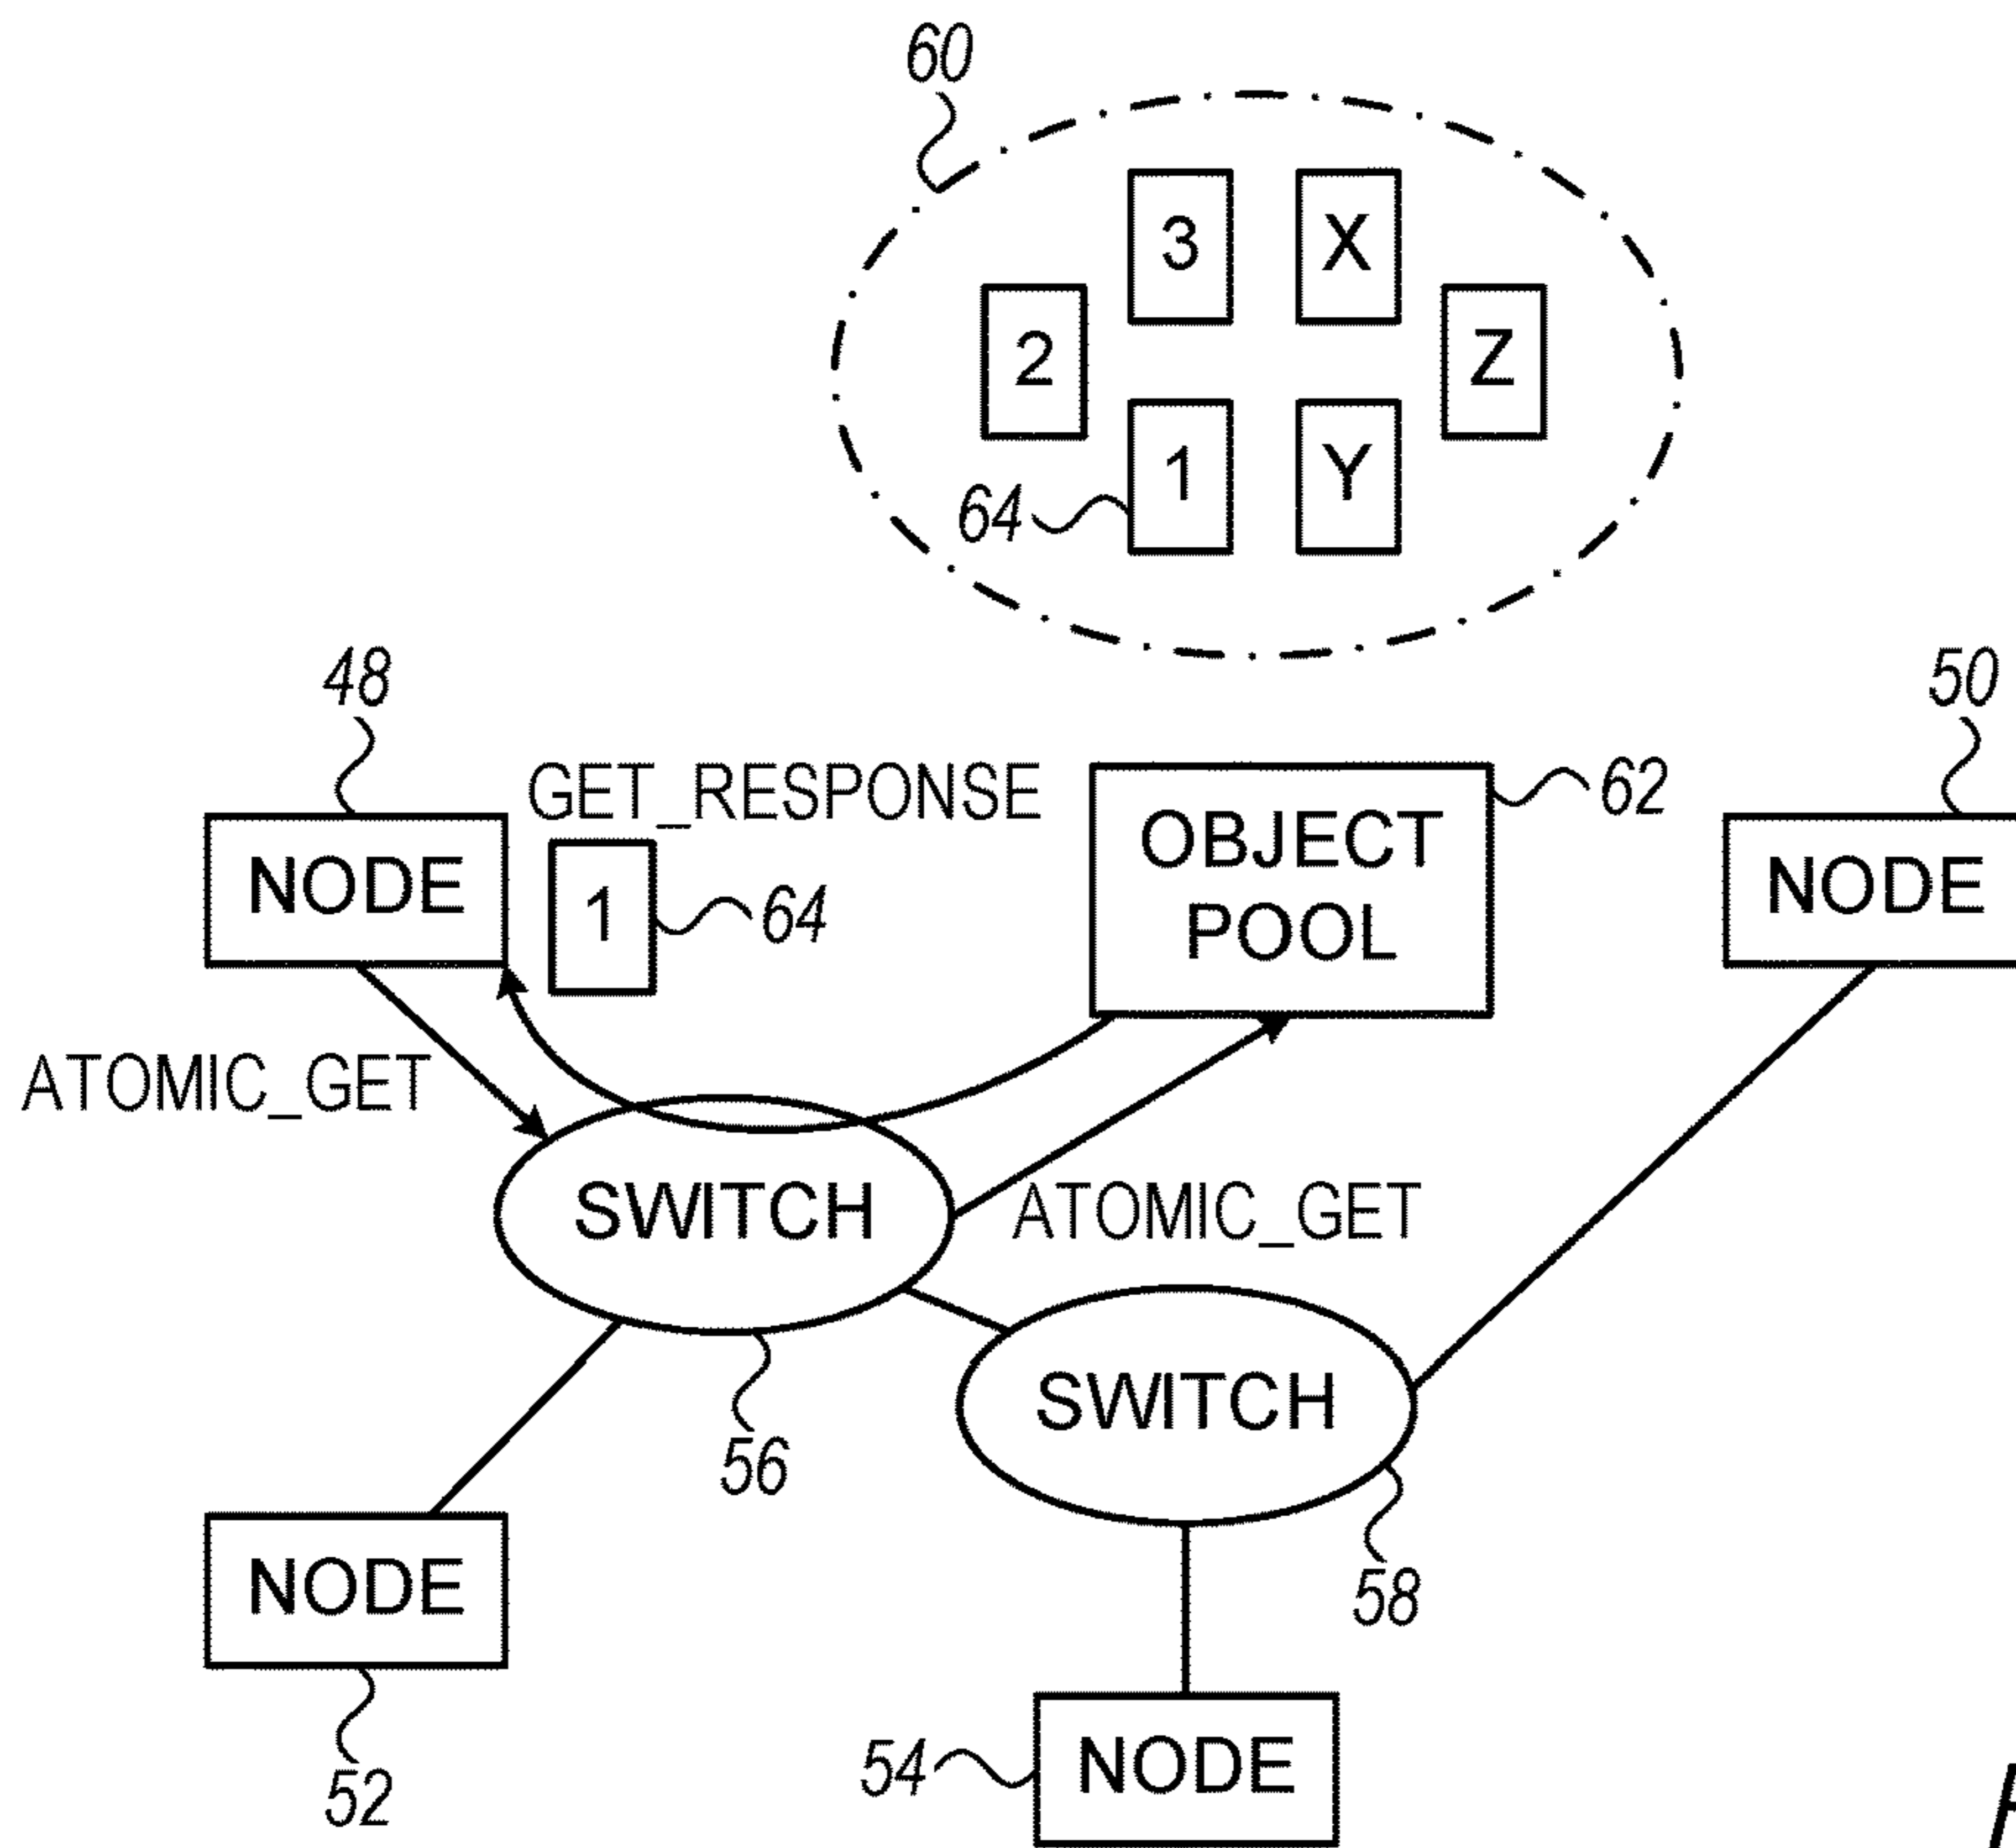 60
3
X
2
Z
1
Y
64
48
50
GET_RESPONSE
62
NODE
1
64
OBJECT
POOL
NODE
ATOMIC_GET
SWITCH
ATOMIC_GET
SWITCH
56
58
NODE
52
54
NODE